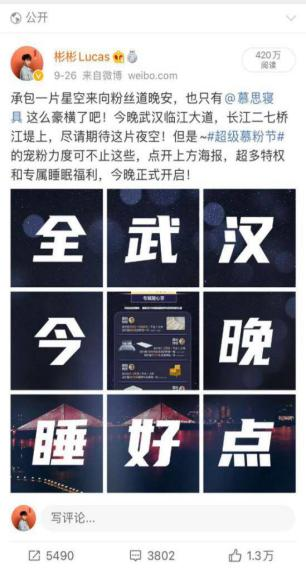 公开
彬彬Lucas
420万
阅读
9-26 来自微博 weibo.com
承包一片星空来向粉丝道晚安，也只有@慕思寝
具 这么豪横了吧！今晚武汉临江大道，长江二七桥
江堤上，尽请期待这片夜空！但是~#超级慕粉节#
的宠粉力度可不止这些，点开上方海报，超多特权
和专属睡眠福利，今晚正式开启！
全 武 汉
今 晚
睡 好 点
写评论...
5490 3802 1.3万